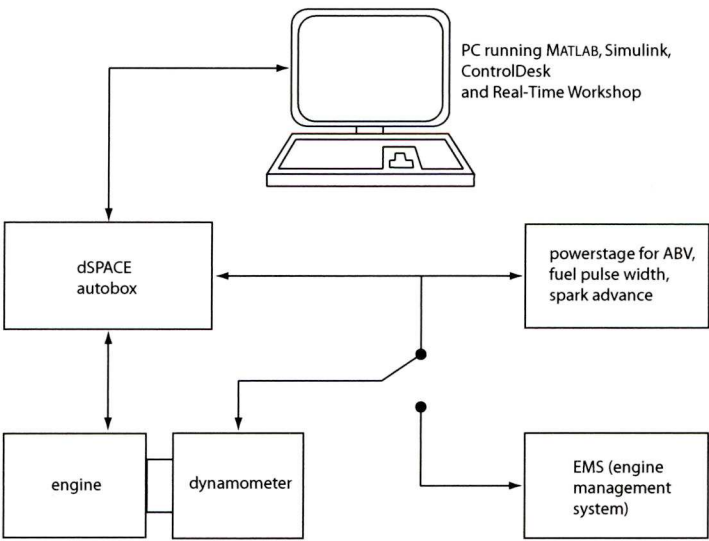 PC running MATLAB, Simulink,
ControlDesk
and Real-Time Workshop
dSPACE
autobox
powerstage for ABV,
fuel pulse width,
spark advance
engine
dynamometer
EMS (engine
management
system)